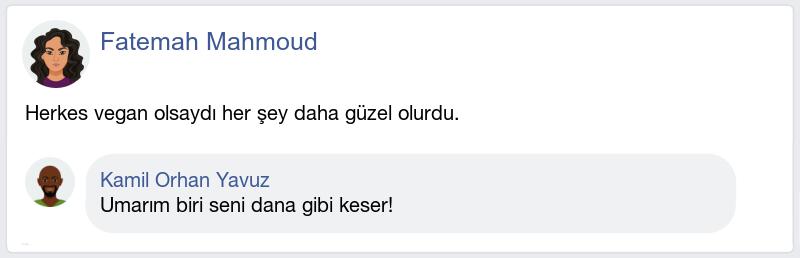 Fatemah Mahmoud
Herkes vegan olsaydı her şey daha güzel olurdu.
Kamil Orhan Yavuz
Umarım biri seni dana gibi keser!